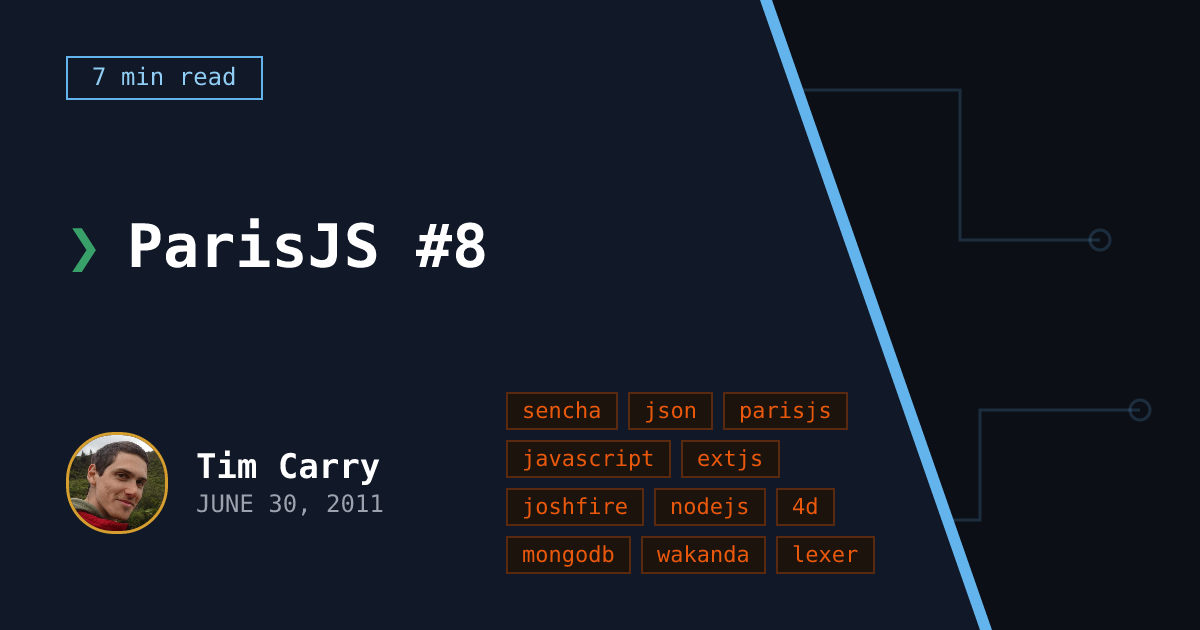 7 min read
❯ ParisJS #8
Tim Carry
JUNE 30, 2011
sencha json parisjs
javascript extjs
joshfire nodejs 4d
mongodb wakanda lexer